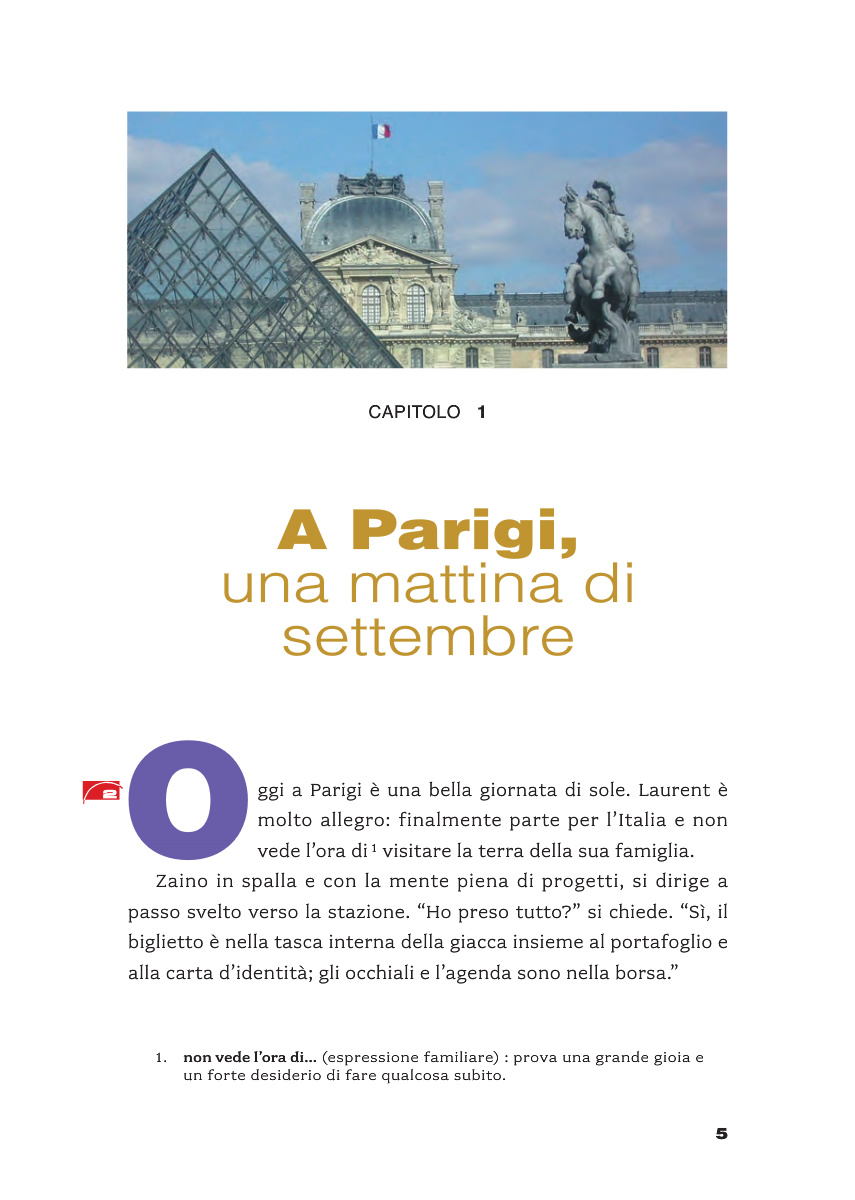 CAPITOLO 1
A Parigi,
una mattina di
settembre
2
Oggi a Parigi è una bella giornata di sole. Laurent è
molto allegro: finalmente parte per l’Italia e non
vede l’ora di 1 visitare la terra della sua famiglia.
Zaino in spalla e con la mente piena di progetti, si dirige a
passo svelto verso la stazione. “Ho preso tutto?” si chiede. “Sì, il
biglietto è nella tasca interna della giacca insieme al portafoglio e
alla carta d’identità; gli occhiali e l’agenda sono nella borsa.”
1. non vede l’ora di... (espressione familiare) : prova una grande gioia e
un forte desiderio di fare qualcosa subito.
5